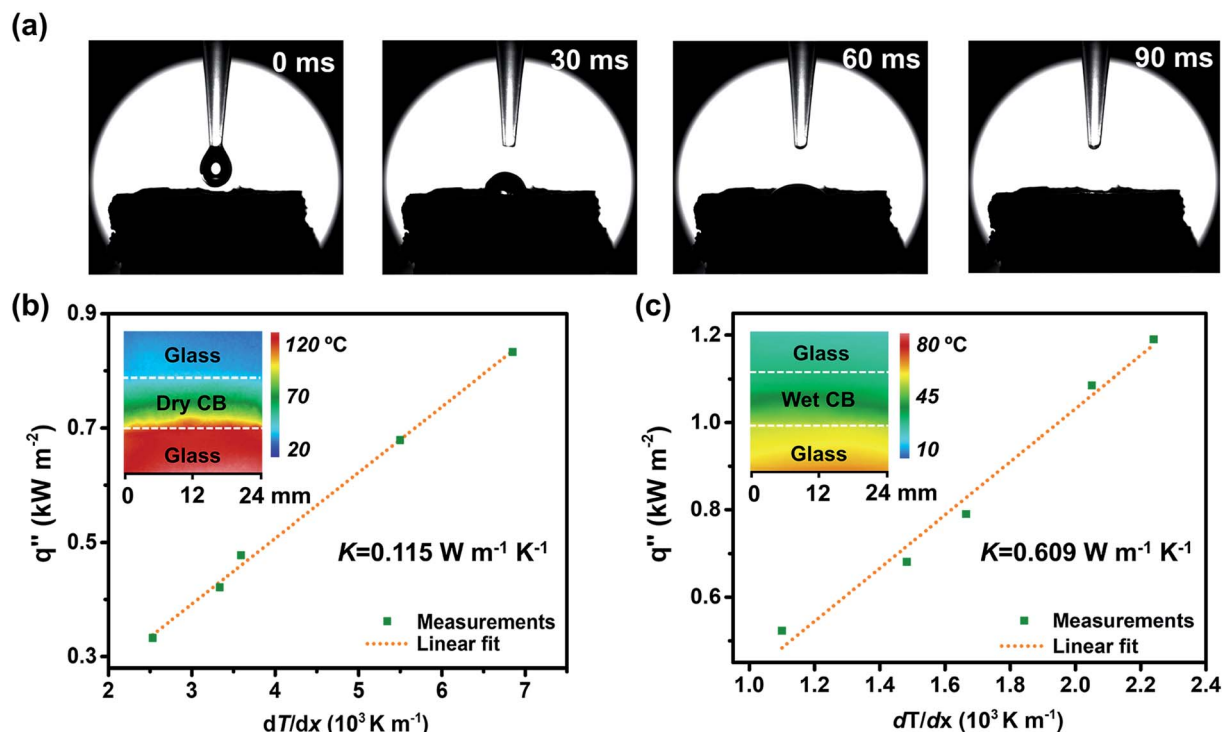 (a)
0 ms
30 ms
60 ms
90 ms
(b)
0.9
0.7
0.5
0.3
q'' (kW m⁻²)
Glass
Dry CB
Glass
120 ºC
70
20
0 12 24 mm
K=0.115 W m⁻¹ K⁻¹
Measurements
Linear fit
2 3 4 5 6 7
dT/dx (10³ K m⁻¹)
(c)
1.2
1.0
0.8
0.6
q'' (kW m⁻²)
Glass
Wet CB
Glass
80 ºC
45
10
0 12 24 mm
K=0.609 W m⁻¹ K⁻¹
Measurements
Linear fit
1.0 1.2 1.4 1.6 1.8 2.0 2.2 2.4
dT/dx (10³ K m⁻¹)